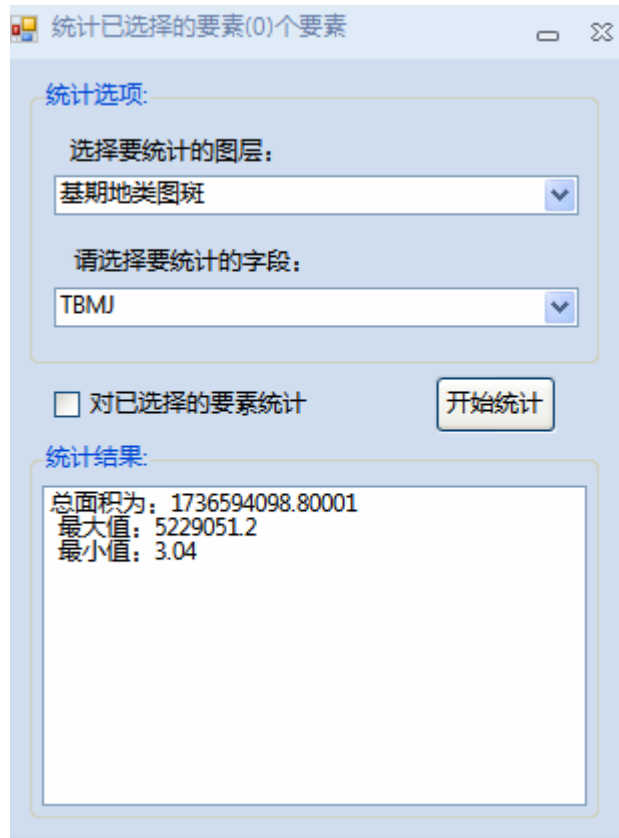 统计已选择的要素(0)个要素
统计选项:
选择要统计的图层：
基期地类图斑
请选择要统计的字段：
TBMJ
对已选择的要素统计
开始统计
统计结果:
总面积为：1736594098.80001
最大值：5229051.2
最小值：3.04